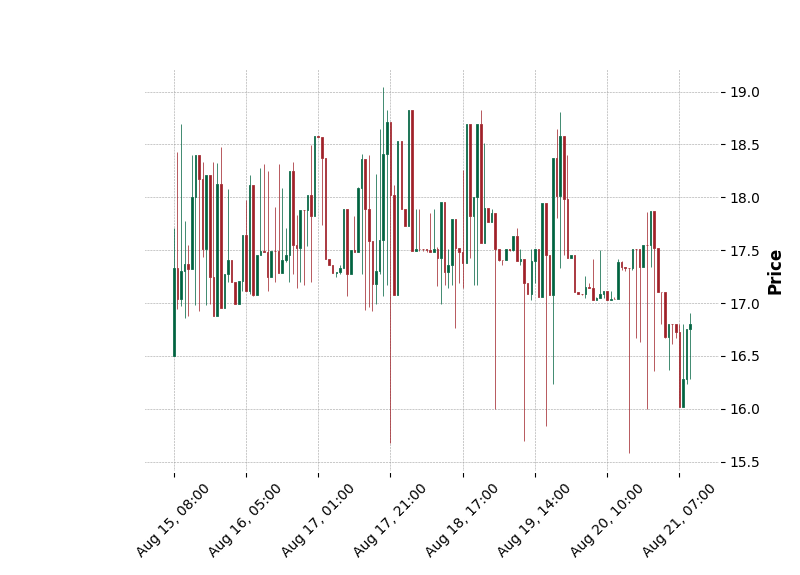 19.0
18.5
18.0
17.5
17.0
16.5
16.0
15.5
Price
Aug 15, 08:00
Aug 16, 05:00
Aug 17, 01:00
Aug 17, 21:00
Aug 18, 17:00
Aug 19, 14:00
Aug 20, 10:00
Aug 21, 07:00